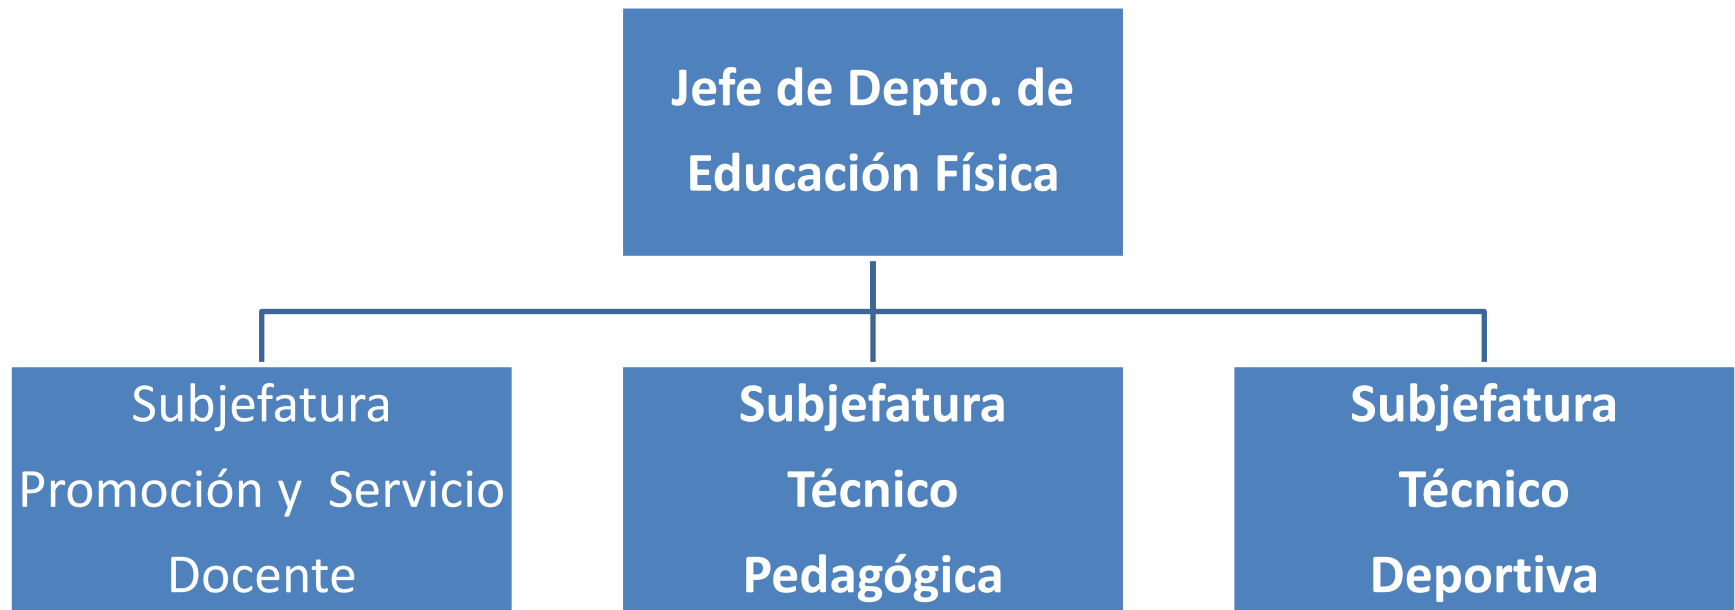 Jefe de Depto. de
Educación Física
Subjefatura
Promoción y  Servicio
Docente
Subjefatura
Técnico
Pedagógica
Subjefatura
Técnico
Deportiva